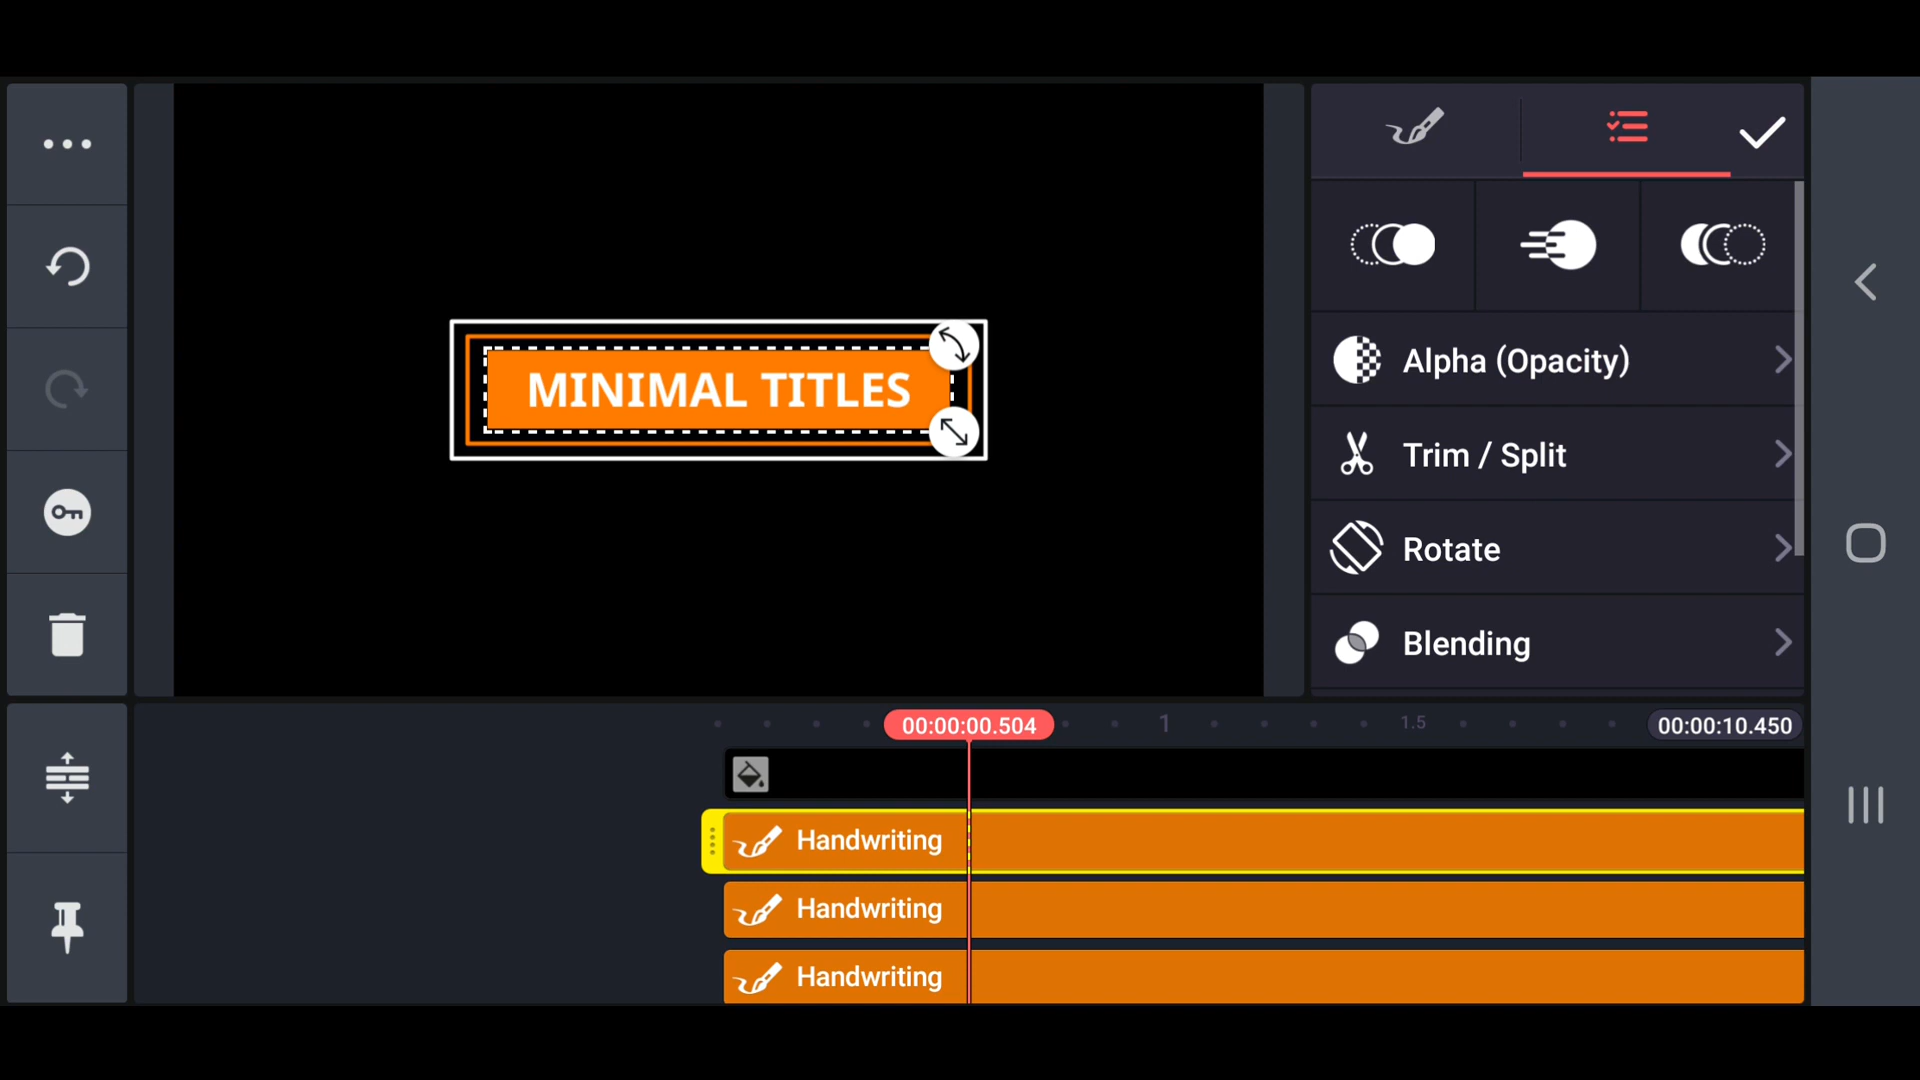 MINIMAL TITLES
Alpha (Opacity)
Trim / Split
Rotate
Blending
00:00:00.504
1
1.5
00:00:10.450
Handwriting
Handwriting
Handwriting